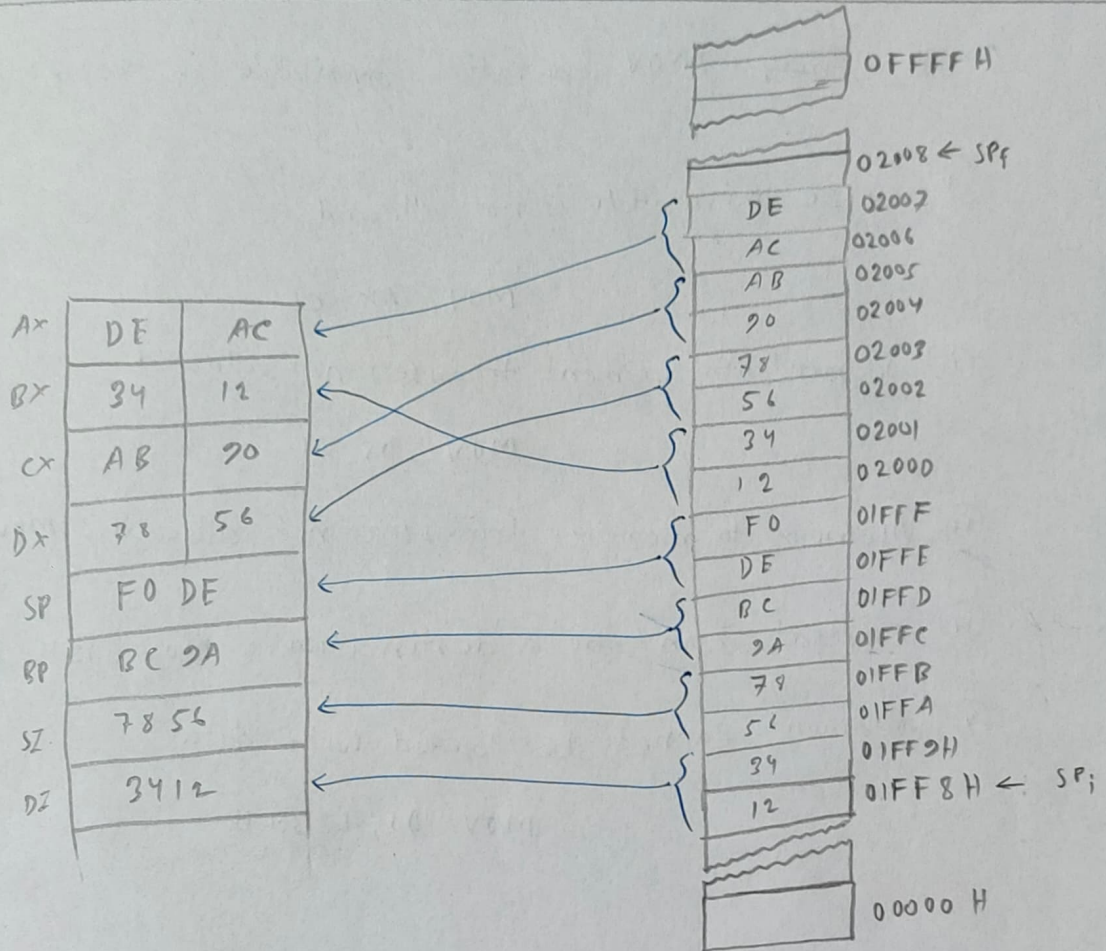 0FFFF H
02008 ← SPf
DE 02007
AC 02006
AB 02005
90 02004
78 02003
56 02002
34 02001
12 02000
F0 01FFF
DE 01FFE
BC 01FFD
9A 01FFC
78 01FFB
56 01FFA
34 01FF9H
12 01FF8H ← SPi
00000 H
AX DE AC
BX 34 12
CX AB 90
DX 78 56
SP F0 DE
BP BC 9A
SI 78 56
DI 3412